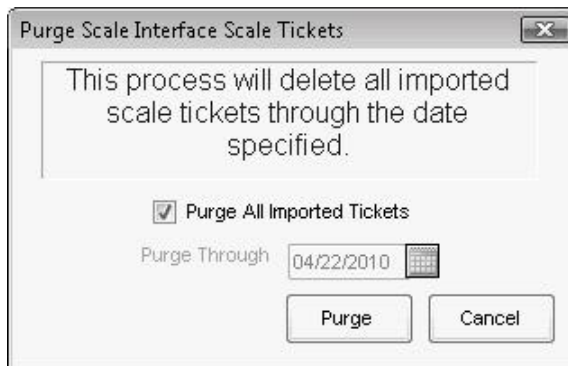 Purge Scale Interface Scale Tickets
This process will delete all imported
scale tickets through the date
specified.
Purge All Imported Tickets
Purge Through 04/22/2010
Purge Cancel